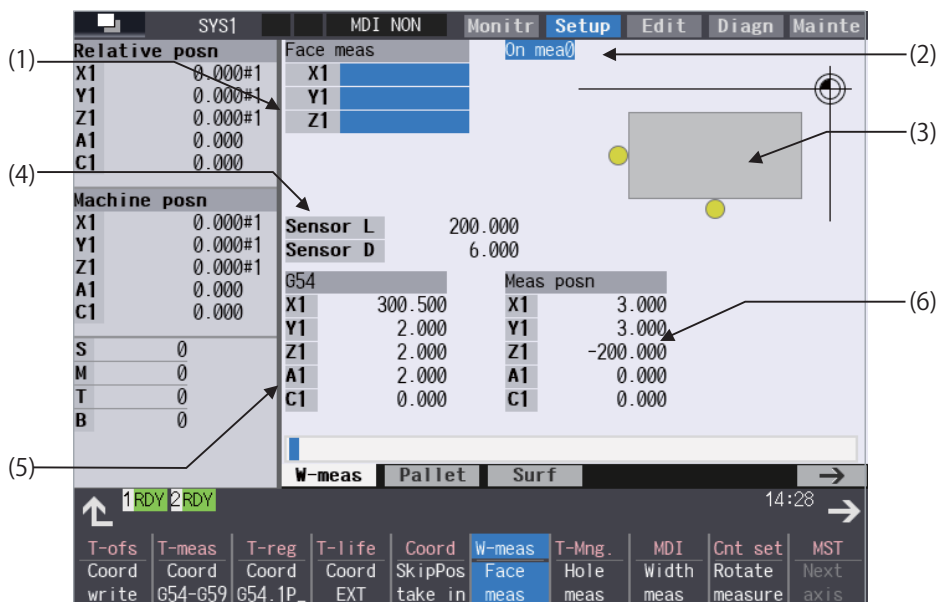 SYS1 MDI NON Monitr Setup Edit Diagn Mainte
(1)
(2)
(3)
(4)
(5)
(6)
Relative posn
X1 0.000#1
Y1 0.000#1
Z1 0.000#1
A1 0.000
C1 0.000
Machine posn
X1 0.000#1
Y1 0.000#1
Z1 0.000#1
A1 0.000
C1 0.000
S 0
M 0
T 0
B 0
Face meas
X1
Y1
Z1
On mea0
Sensor L 200.000
Sensor D 6.000
G54
X1 300.500
Y1 2.000
Z1 2.000
A1 2.000
C1 0.000
Meas posn
X1 3.000
Y1 3.000
Z1 -200.000
A1 0.000
C1 0.000
W-meas Pallet Surf →
1 RDY 2 RDY 14:28
T-ofs T-meas T-reg T-life Coord W-meas T-Mng. MDI Cnt set MST
Coord Coord Coord Coord SkipPos Face Hole Width Rotate Next
write G54-G59 G54.1P_ EXT take in meas meas meas measure axis